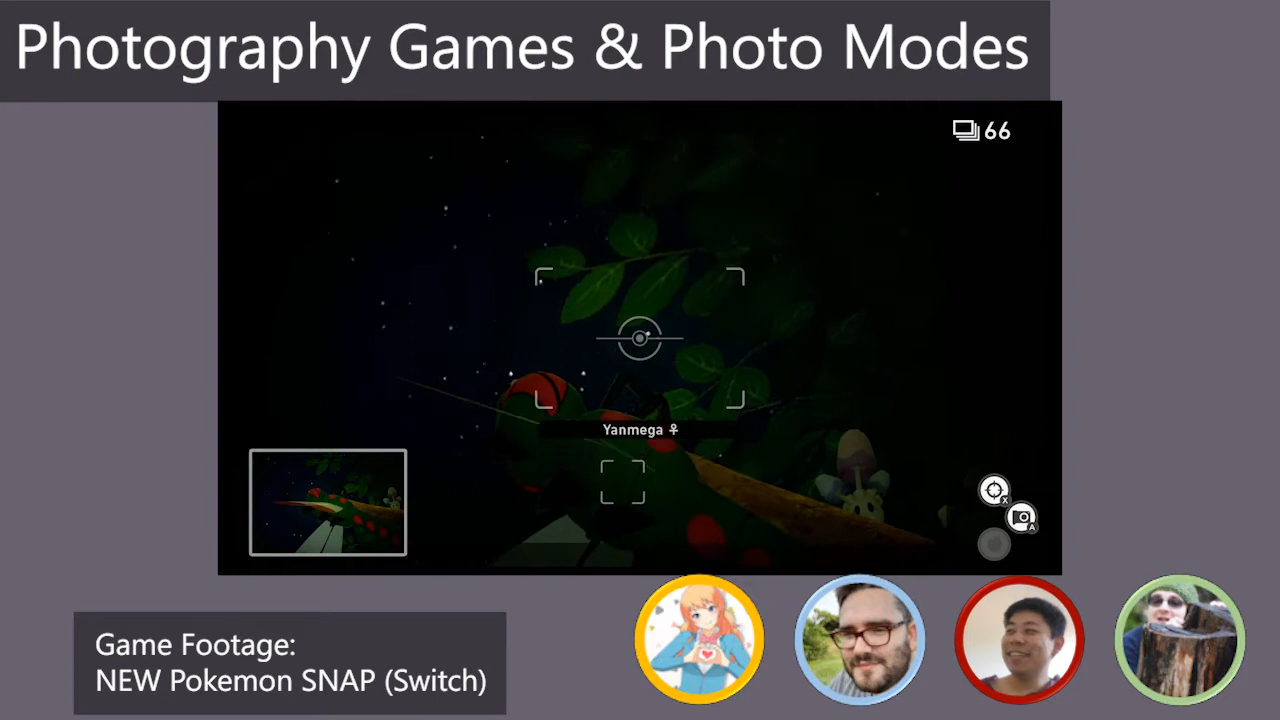 Photography Games & Photo Modes
66
Yanmega
X
A
Game Footage:
NEW Pokemon SNAP (Switch)